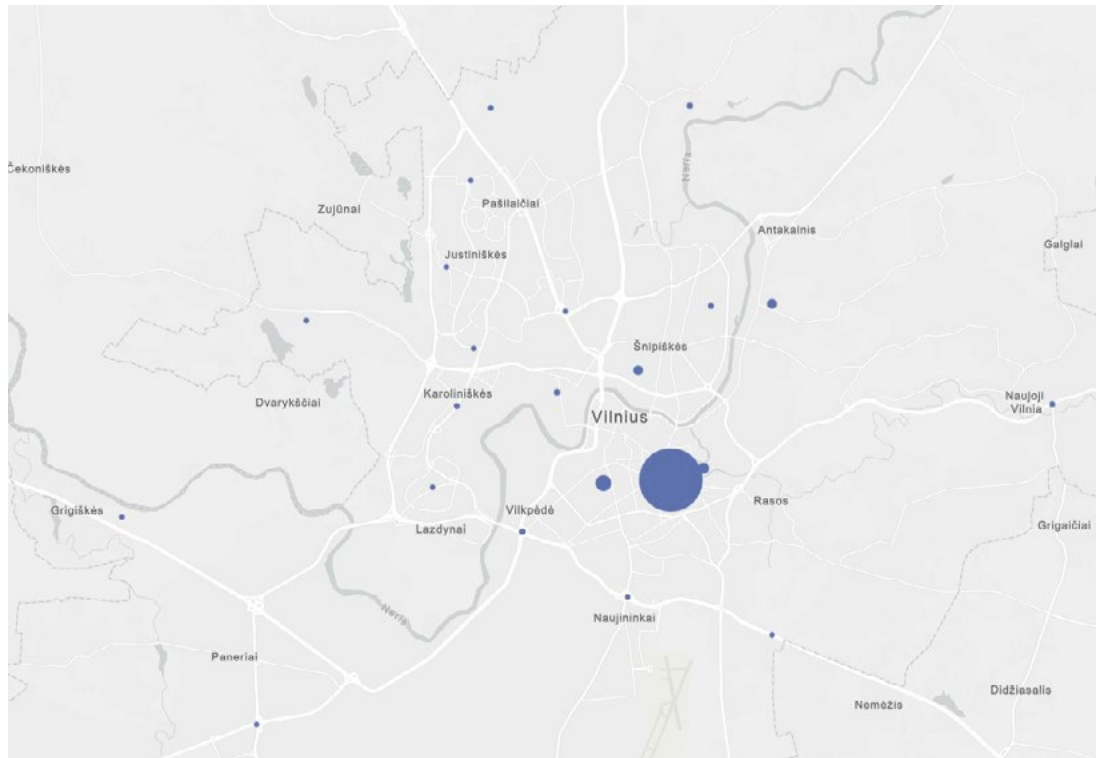 Neris
Čekoniškės
Zujūnai
Pašilaičiai
Antakalnis
Galgiai
Justiniškės
Šnipiškės
Karoliniškės
Dvarykščiai
Naujoji
Vilnia
Vilnius
Rasos
Grigiškės
Lazdynai
Vilkpėdė
Grigaičiai
Neris
Naujininkai
Paneriai
Nemėžis
Didžiasalis